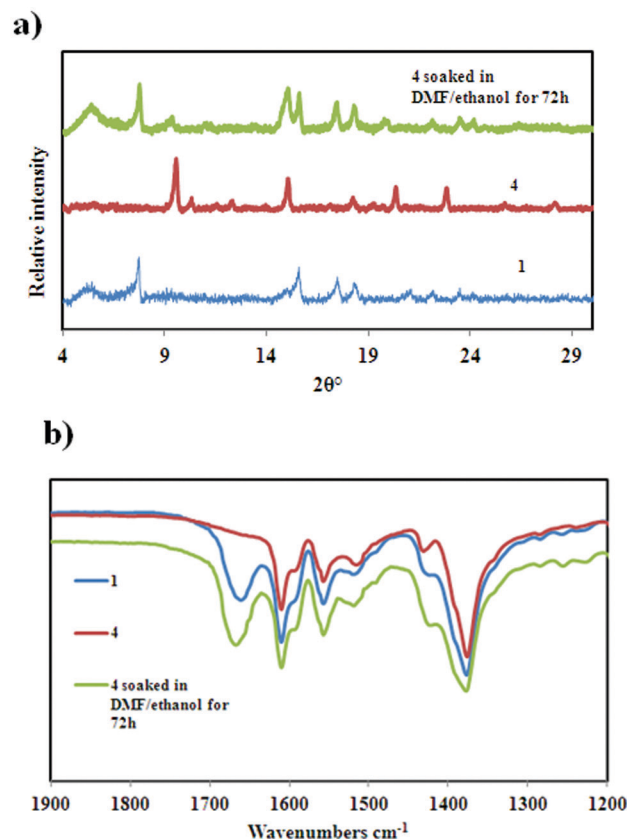 a)
4 soaked in
DMF/ethanol for 72h
4
1
Relative intensity
4 9 14 19 24 29
2θ°
b)
1
4
4 soaked in
DMF/ethanol for
72h
1900 1800 1700 1600 1500 1400 1300 1200
Wavenumbers cm-1